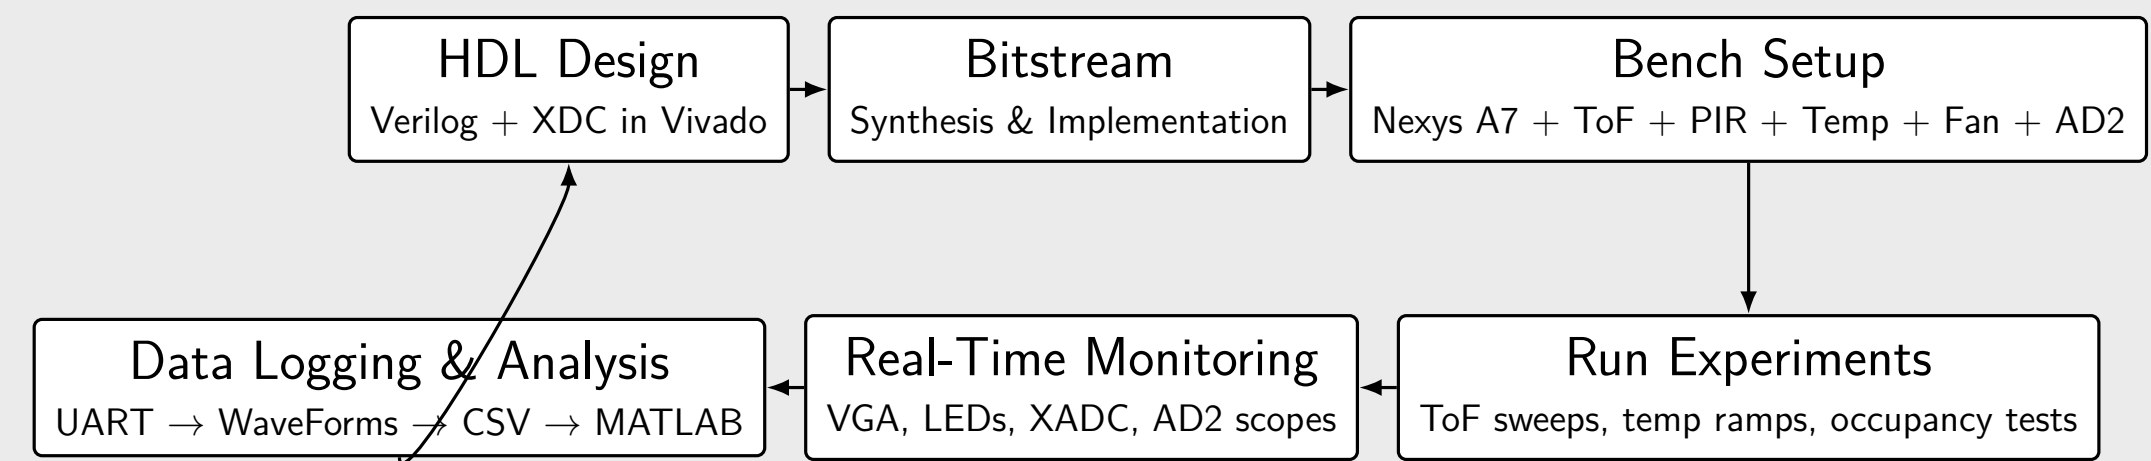 HDL Design
Verilog + XDC in Vivado
Bitstream
Synthesis & Implementation
Bench Setup
Nexys A7 + ToF + PIR + Temp + Fan + AD2
Data Logging & Analysis
UART → WaveForms → CSV → MATLAB
Real-Time Monitoring
VGA, LEDs, XADC, AD2 scopes
Run Experiments
ToF sweeps, temp ramps, occupancy tests